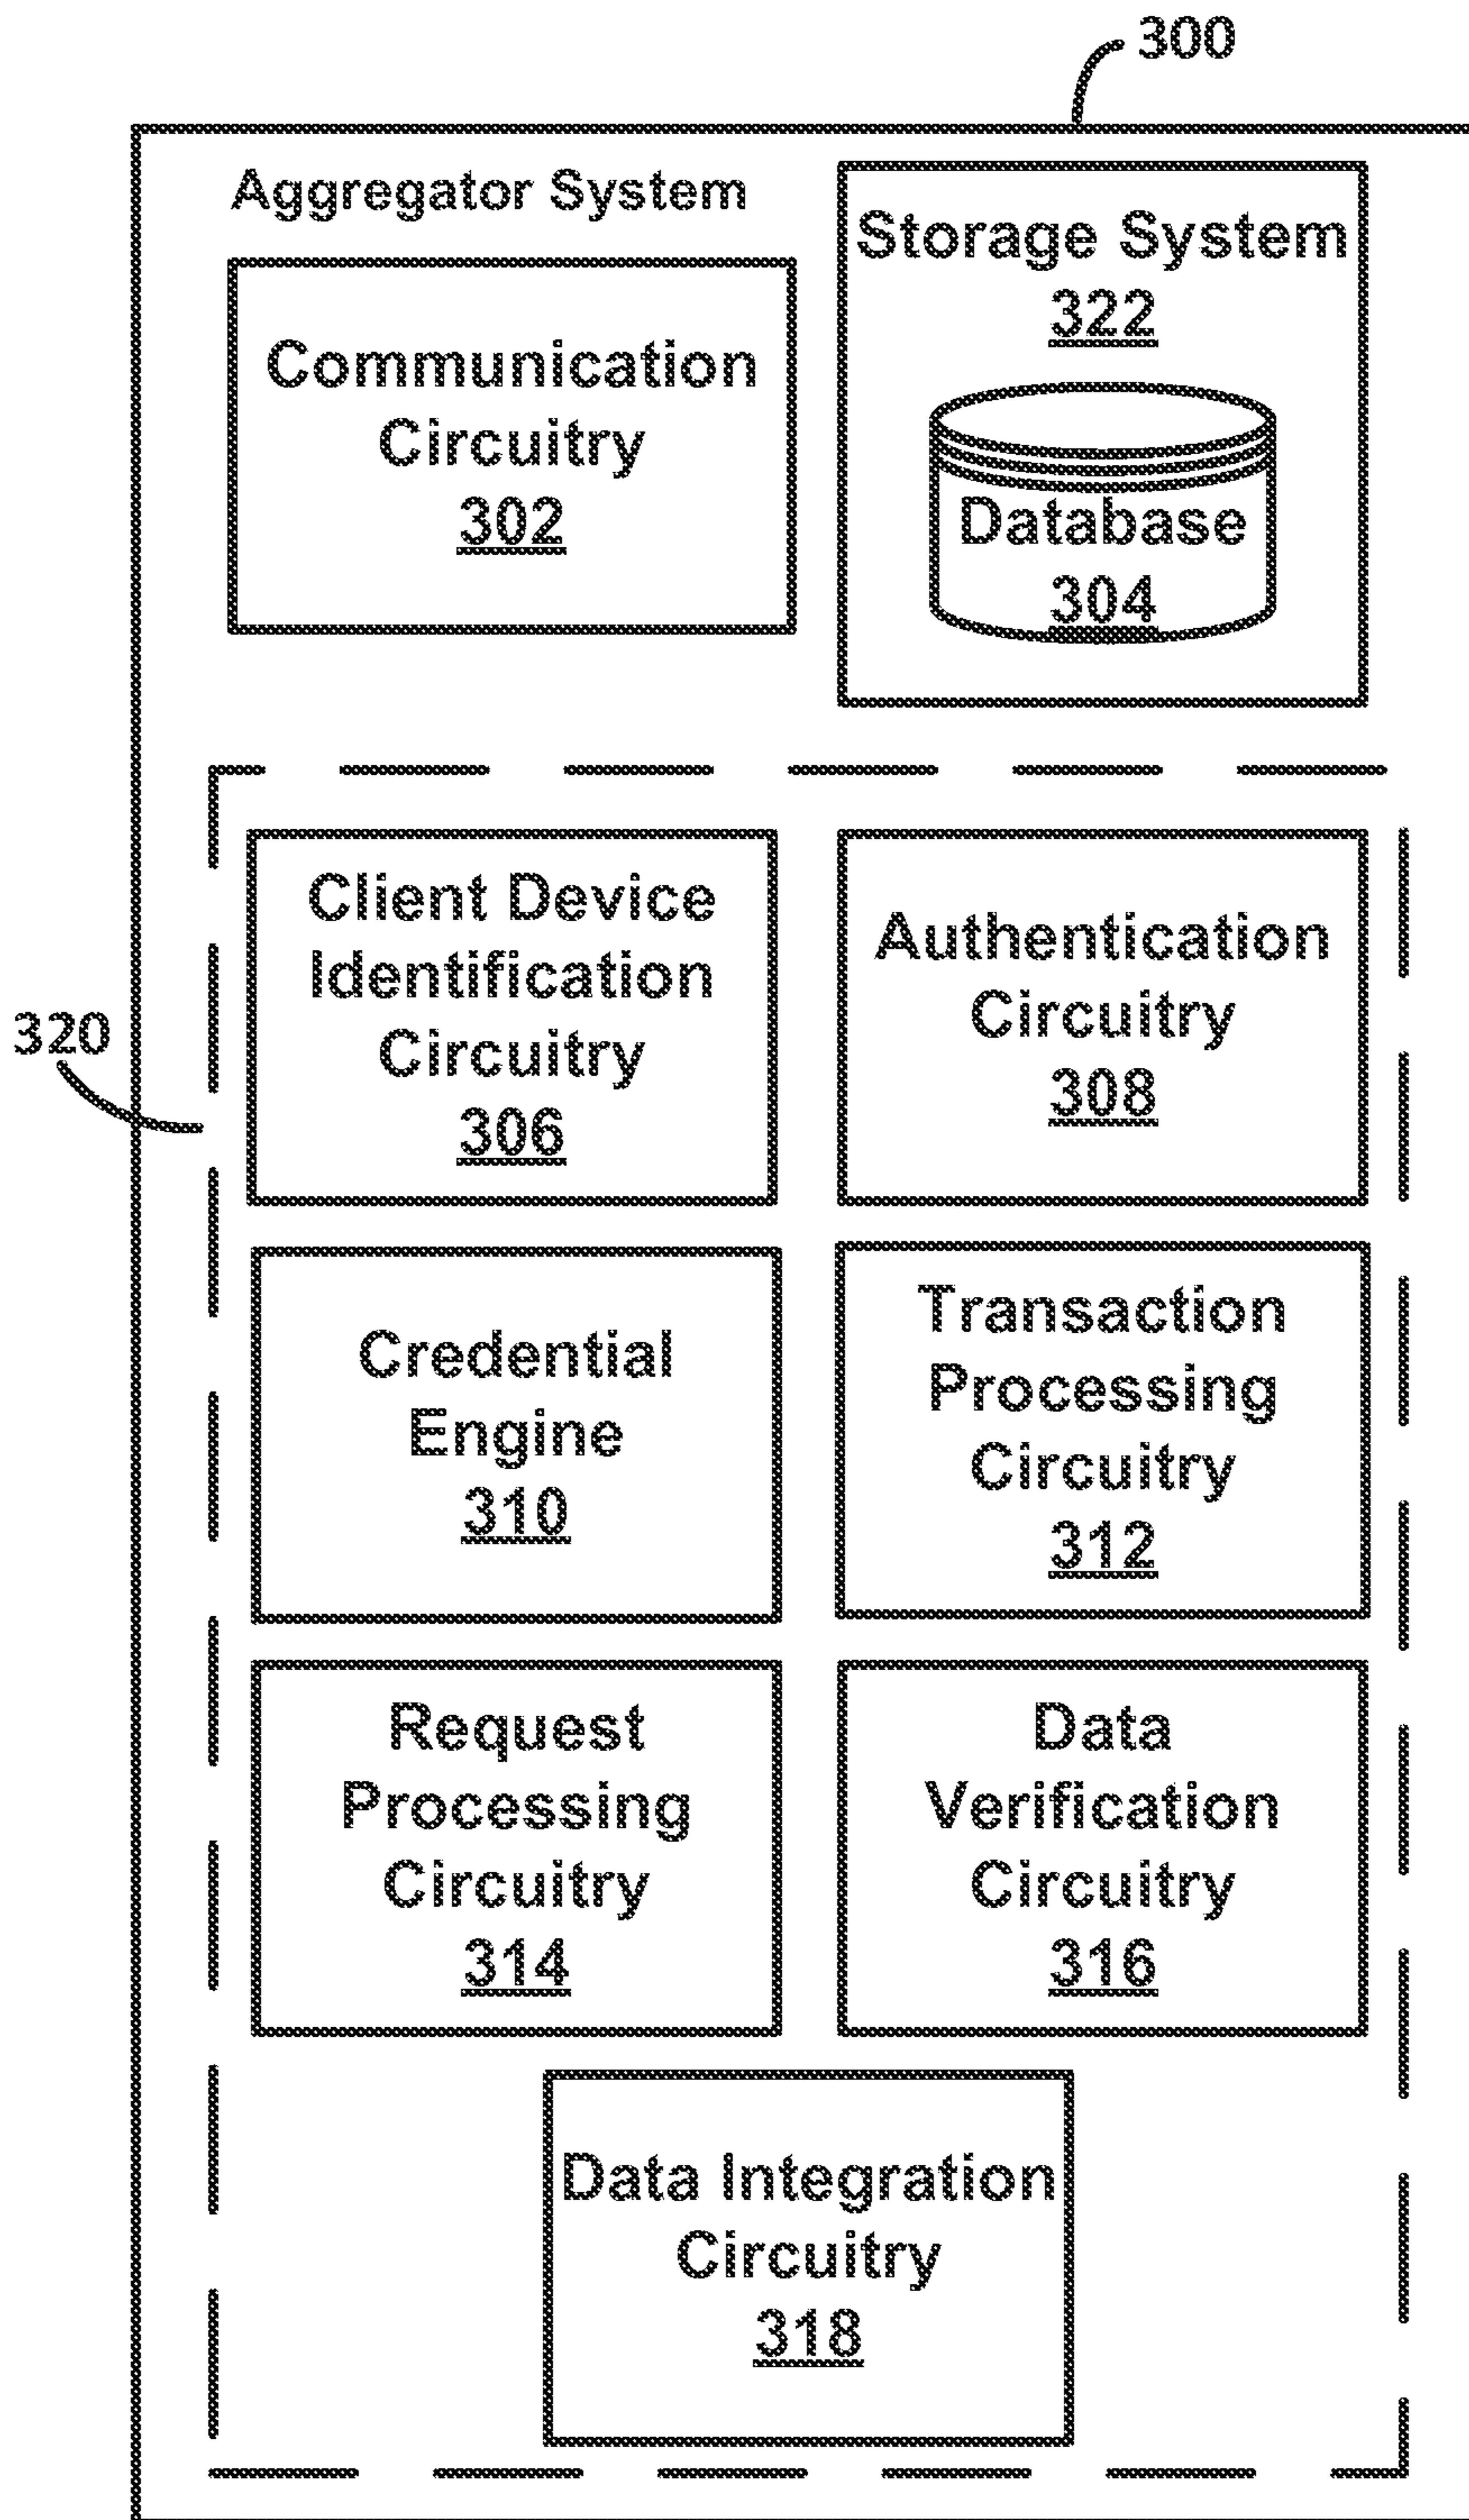 300
Aggregator System
Communication
Circuitry
302
Storage System
322
Database
304
320
Client Device
Identification
Circuitry
306
Authentication
Circuitry
308
Credential
Engine
310
Transaction
Processing
Circuitry
312
Request
Processing
Circuitry
314
Data
Verification
Circuitry
316
Data Integration
Circuitry
318